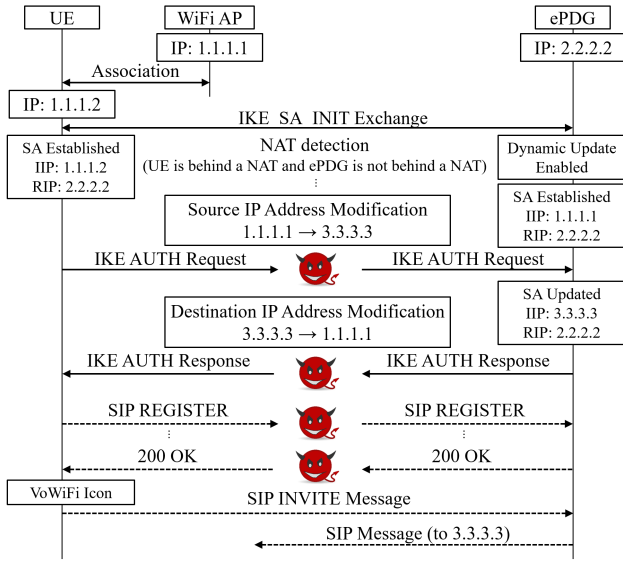 UE
WiFi AP
ePDG
IP: 1.1.1.1
IP: 2.2.2.2
Association
IP: 1.1.1.2
IKE_SA_INIT Exchange
SA Established
IIP: 1.1.1.2
RIP: 2.2.2.2
NAT detection
(UE is behind a NAT and ePDG is not behind a NAT)
...
Dynamic Update
Enabled
SA Established
IIP: 1.1.1.1
RIP: 2.2.2.2
Source IP Address Modification
1.1.1.1 → 3.3.3.3
IKE AUTH Request
IKE AUTH Request
SA Updated
IIP: 3.3.3.3
RIP: 2.2.2.2
Destination IP Address Modification
3.3.3.3 → 1.1.1.1
IKE AUTH Response
IKE AUTH Response
SIP REGISTER
SIP REGISTER
...
...
200 OK
200 OK
VoWiFi Icon
SIP INVITE Message
SIP Message (to 3.3.3.3)